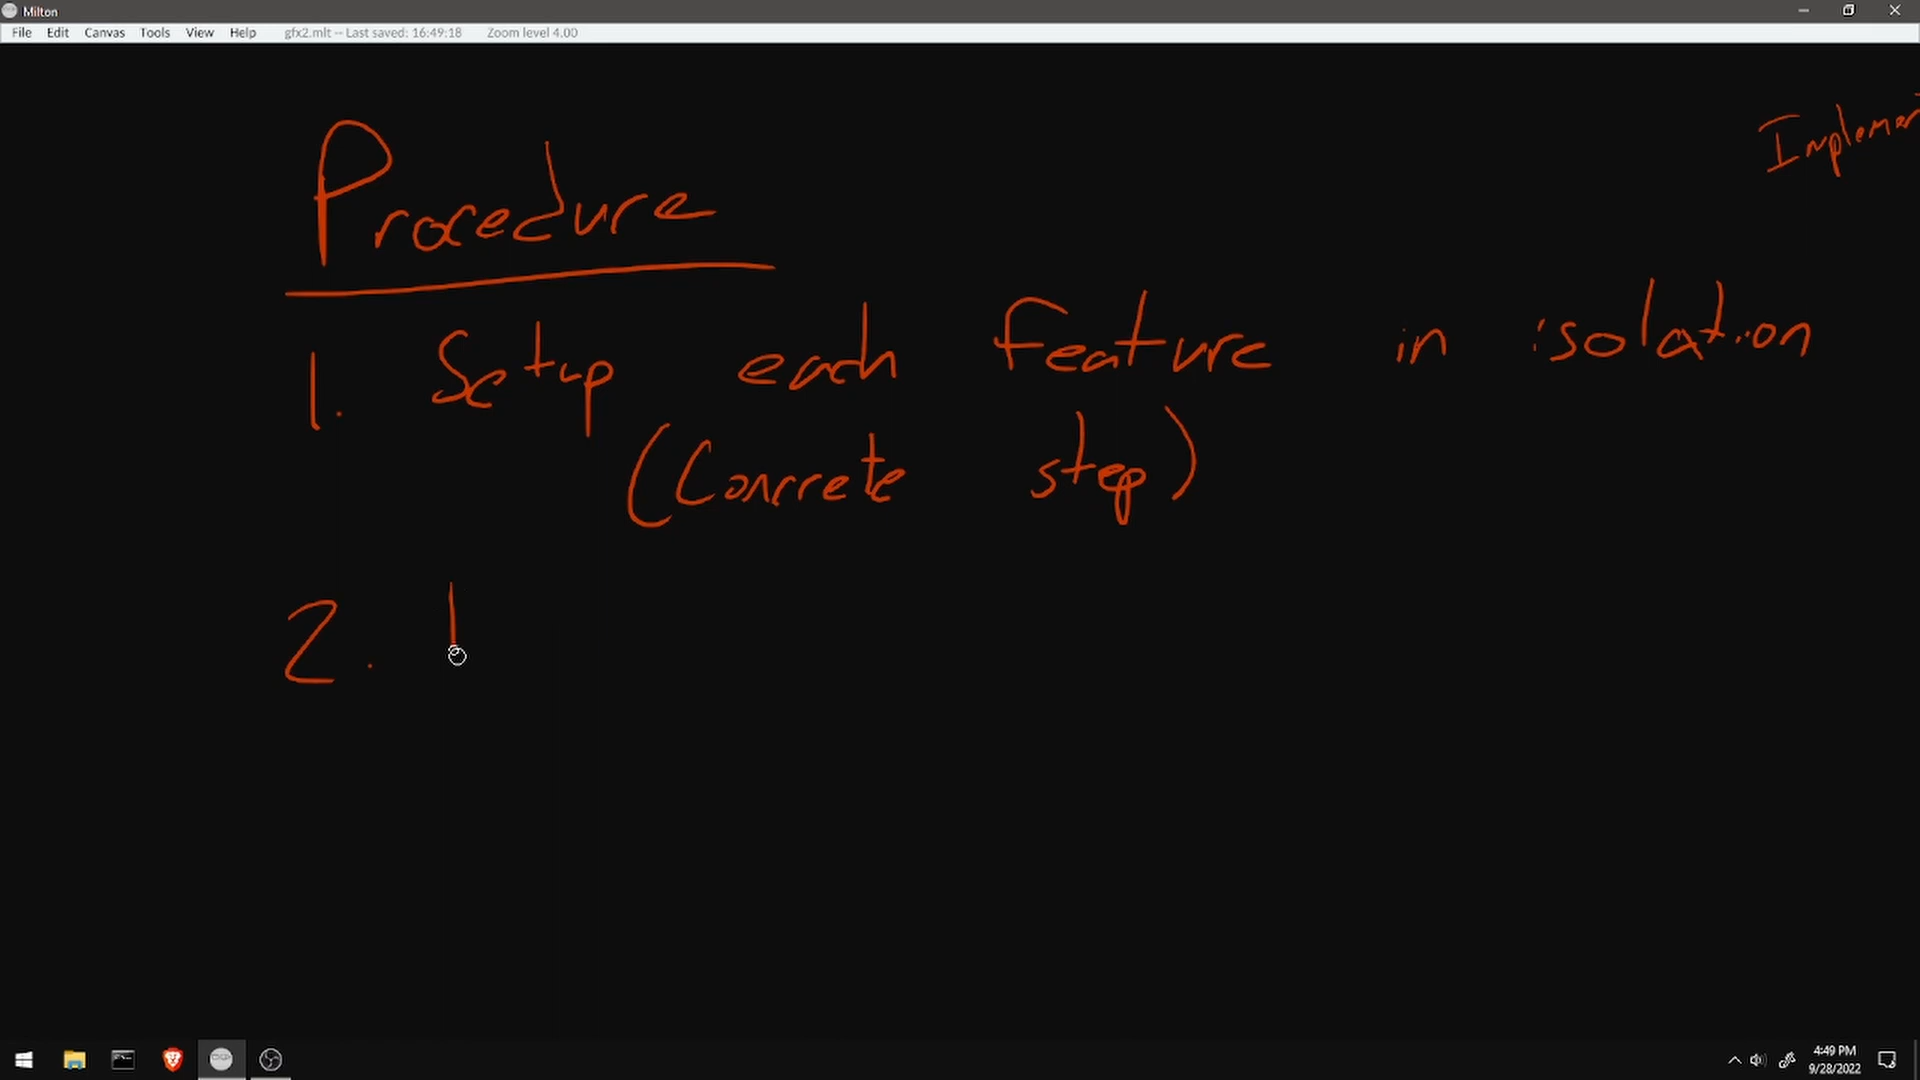 Milton
File Edit Canvas Tools View Help gfx2.mlt -- Last saved: 16:49:18 Zoom level 4.00
Implemen
Procedure
1. Setup each feature in isolation
(Concrete step)
2.
4:49 PM
9/28/2022